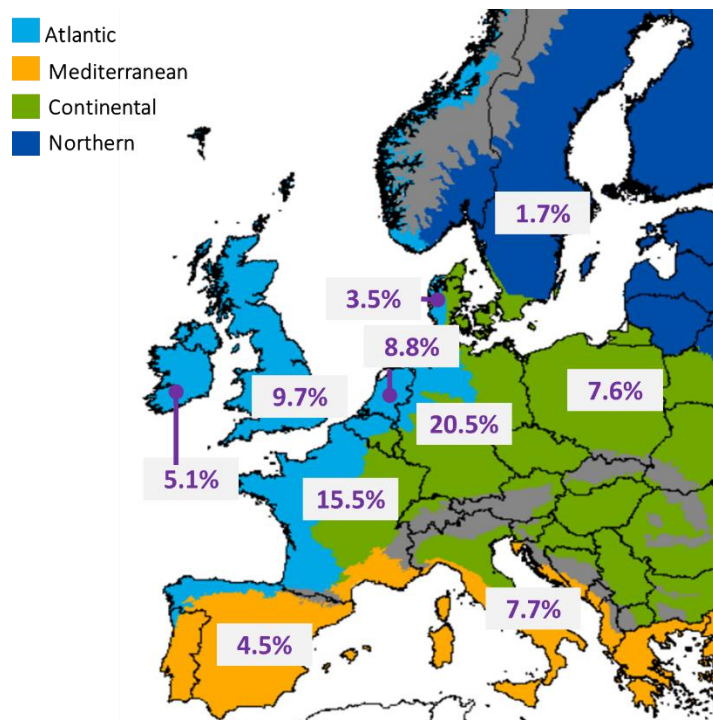 Atlantic
Mediterranean
Continental
Northern
1.7%
3.5%
8.8%
9.7%
7.6%
20.5%
5.1%
15.5%
7.7%
4.5%